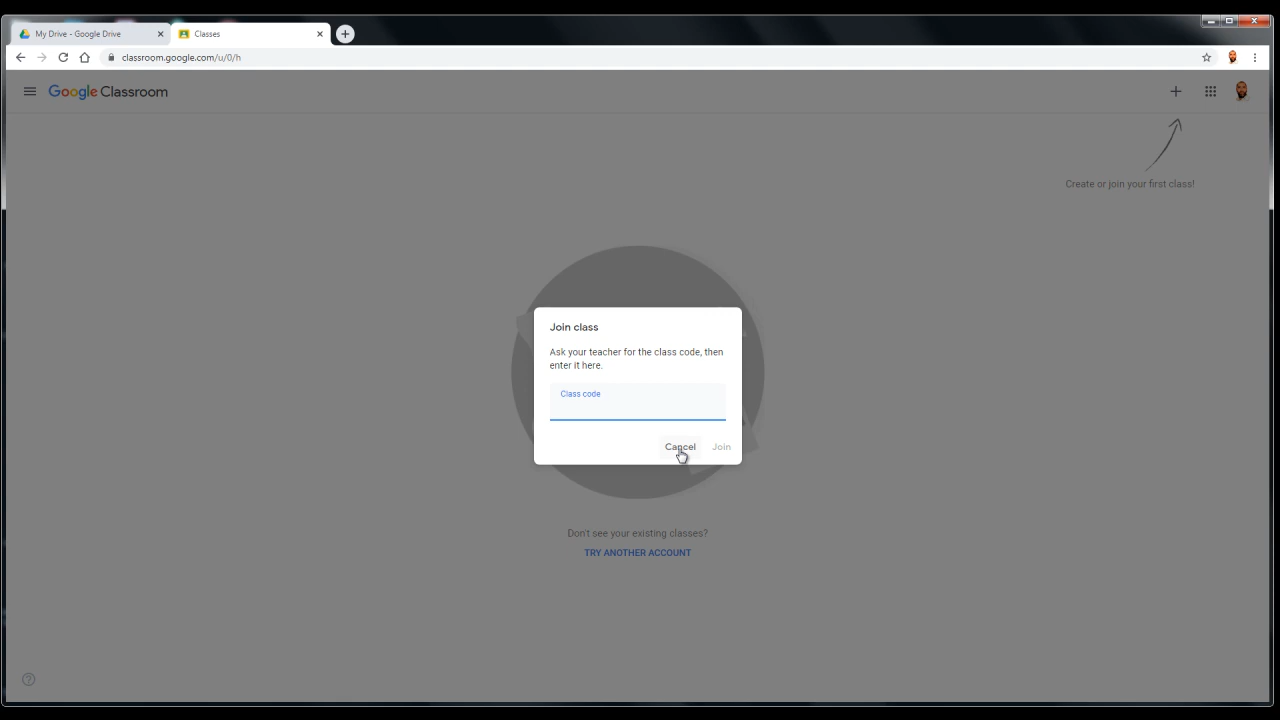 My Drive - Google Drive
Classes
classroom.google.com/u/0/h
Google Classroom
Create or join your first class!
Join class
Ask your teacher for the class code, then
enter it here.
Class code
Cancel
Join
Don't see your existing classes?
TRY ANOTHER ACCOUNT